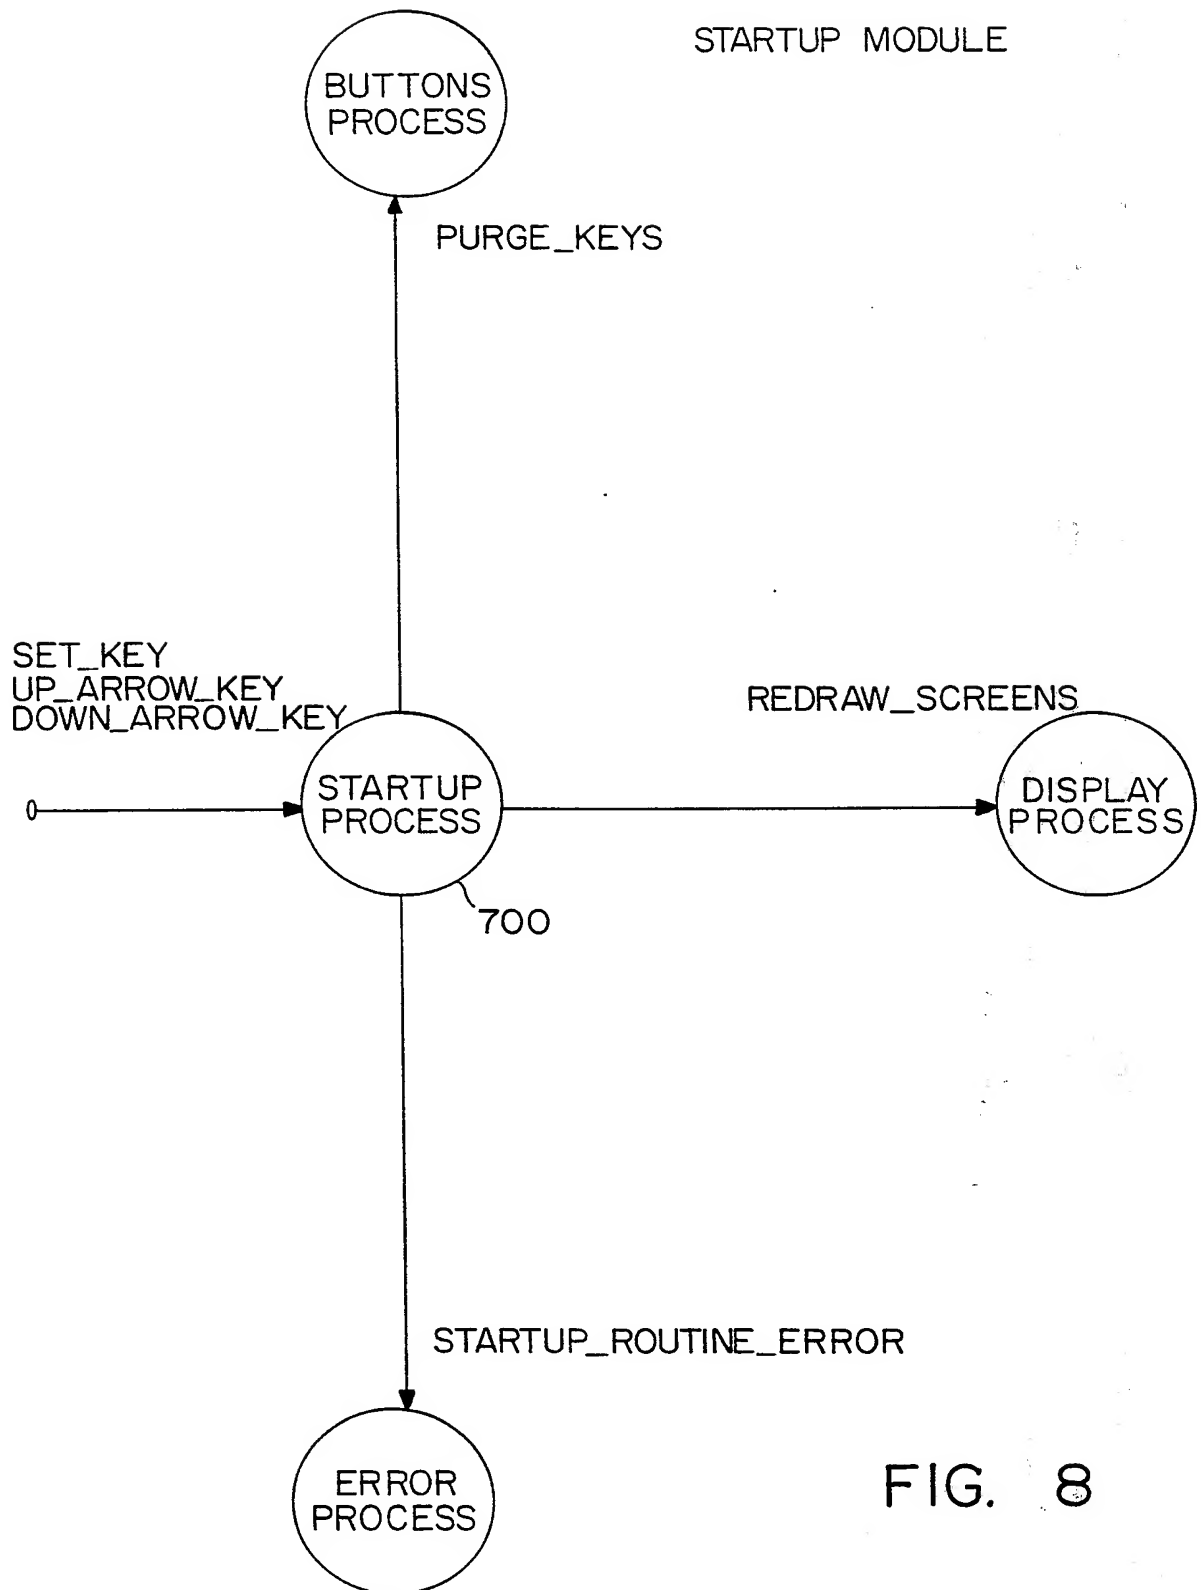 STARTUP MODULE
BUTTONS
PROCESS
PURGE_KEYS
SET_KEY
UP_ARROW_KEY
DOWN_ARROW_KEY
REDRAW_SCREENS
STARTUP
PROCESS
DISPLAY
PROCESS
700
STARTUP_ROUTINE_ERROR
ERROR
PROCESS
FIG. 8